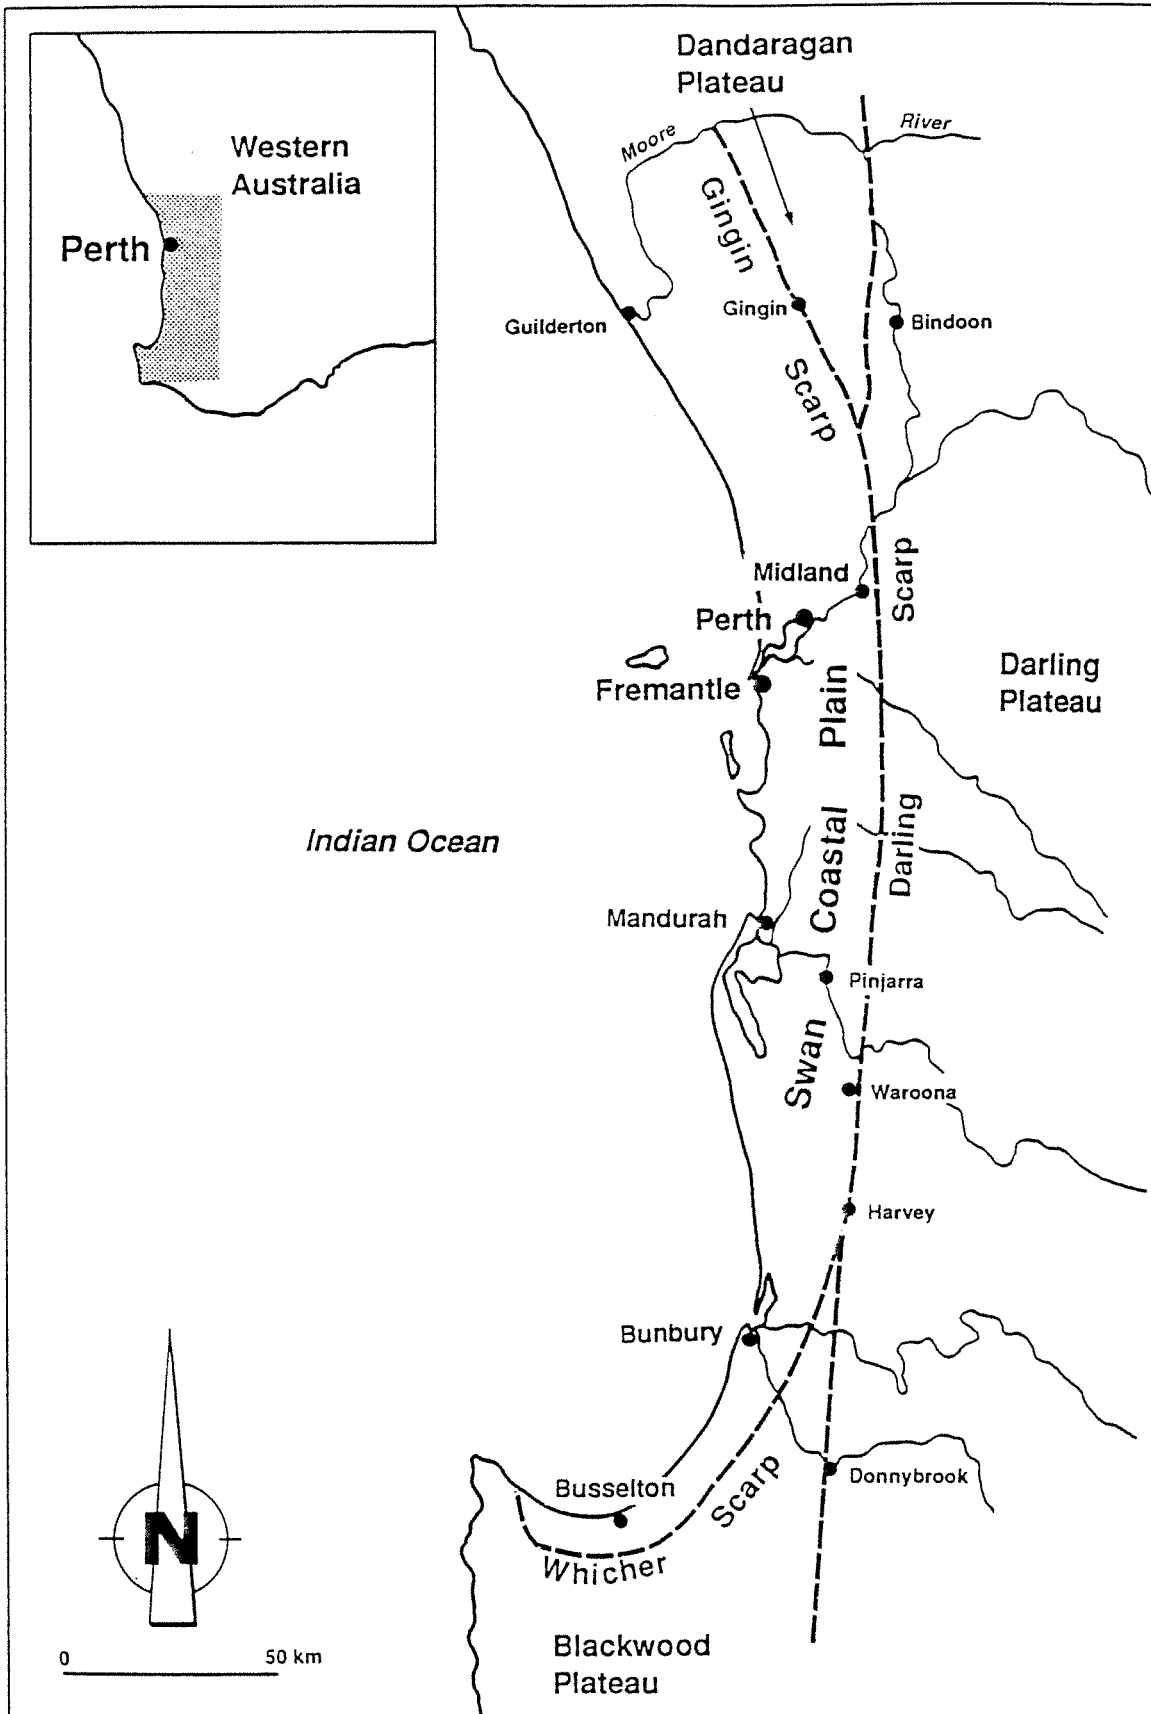 Dandaragan
Plateau
Western
Australia
Perth
Moore
River
Gingin
Scarp
Gingin
Guilderton
Bindoon
Midland
Perth
Fremantle
Scarp
Darling
Darling
Plateau
Swan
Coastal
Plain
Indian Ocean
Mandurah
Pinjarra
Waroona
Harvey
Bunbury
Donnybrook
Busselton
Whicher
Scarp
Blackwood
Plateau
N
0
50 km